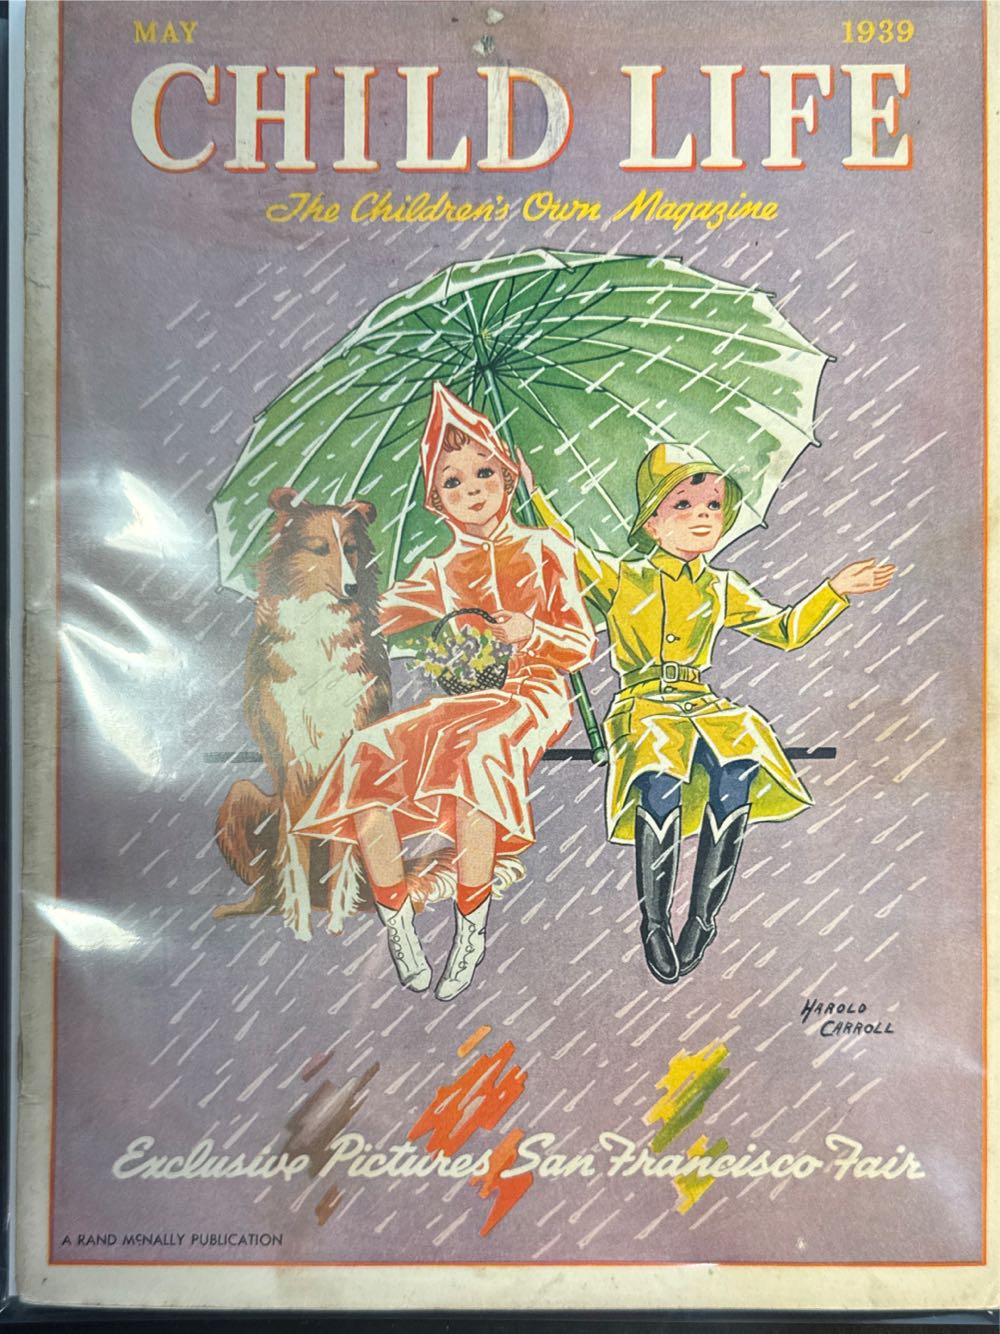 MAY 1939
CHILD LIFE
The Children's Own Magazine
HAROLD
CARROLL
Exclusive Pictures San Francisco Fair
A RAND McNALLY PUBLICATION